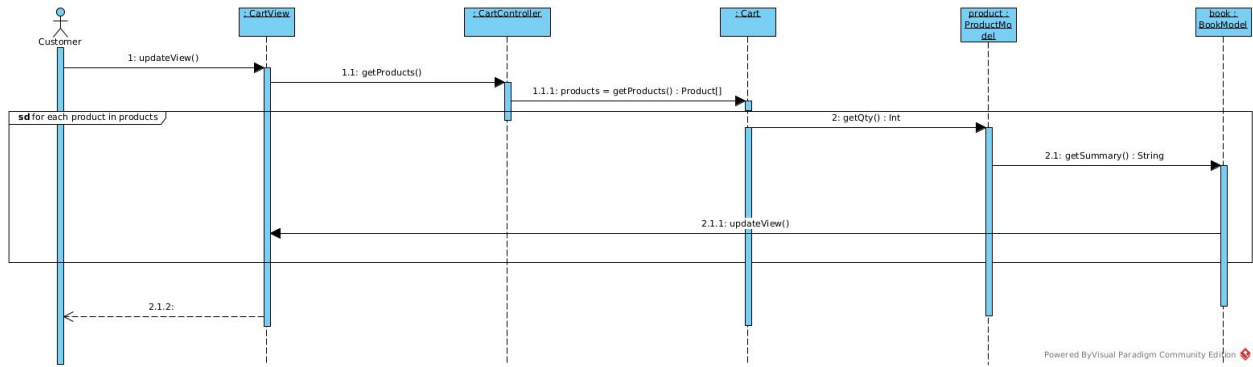 : CartView
: CartController
: Cart
product :
ProductMo
del
book :
BookModel
Customer
1: updateView()
1.1: getProducts()
1.1.1: products = getProducts() : Product[]
sd for each product in products
2: getQty() : Int
2.1: getSummary() : String
2.1.1: updateView()
2.1.2:
Powered ByVisual Paradigm Community Edition